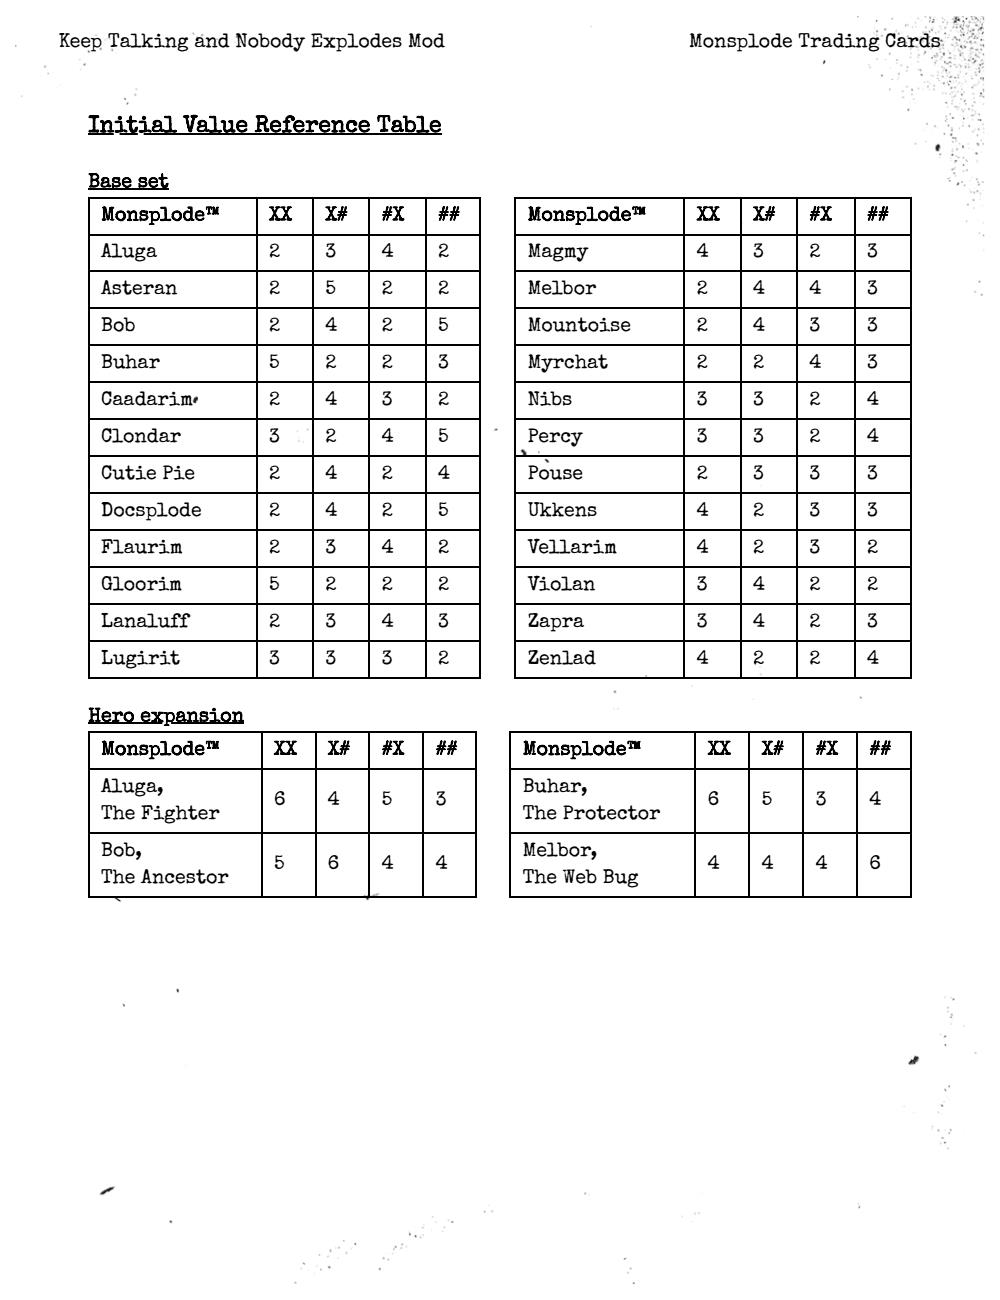 Keep Talking and Nobody Explodes Mod Monsplode Trading Cards
Initial Value Reference Table
Base set
Monsplode™ XX X# #X ##
Aluga 2 3 4 2
Asteran 2 5 2 2
Bob 2 4 2 5
Buhar 5 2 2 3
Caadarim 2 4 3 2
Clondar 3 2 4 5
Cutie Pie 2 4 2 4
Docsplode 2 4 2 5
Flaurim 2 3 4 2
Gloorim 5 2 2 2
Lanaluff 2 3 4 3
Lugirit 3 3 3 2
Monsplode™ XX X# #X ##
Magmy 4 3 2 3
Melbor 2 4 4 3
Mountoise 2 4 3 3
Myrchat 2 2 4 3
Nibs 3 3 2 4
Percy 3 3 2 4
Pouse 2 3 3 3
Ukkens 4 2 3 3
Vellarim 4 2 3 2
Violan 3 4 2 2
Zapra 3 4 2 3
Zenlad 4 2 2 4
Hero expansion
Monsplode™ XX X# #X ##
Aluga,
The Fighter 6 4 5 3
Bob,
The Ancestor 5 6 4 4
Monsplode™ XX X# #X ##
Buhar,
The Protector 6 5 3 4
Melbor,
The Web Bug 4 4 4 6